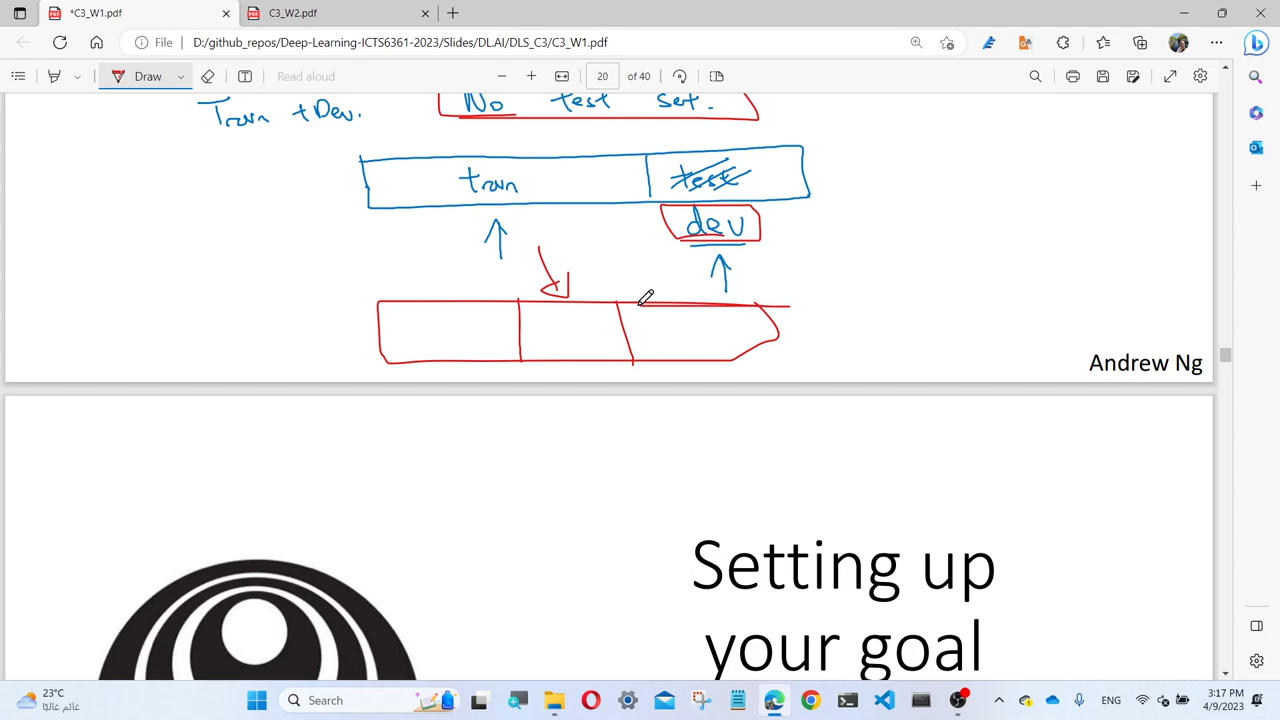 *C3_W1.pdf
C3_W2.pdf
File
D:/github_repos/Deep-Learning-ICTS6361-2023/Slides/DL.AI/DLS_C3/C3_W1.pdf
Draw
Read aloud
20
of 40
Train + Dev.
No test set.
train
test
dev
Andrew Ng
Setting up
your goal
23°C
غائم غالبًا
Search
ENG
3:17 PM
4/9/2023